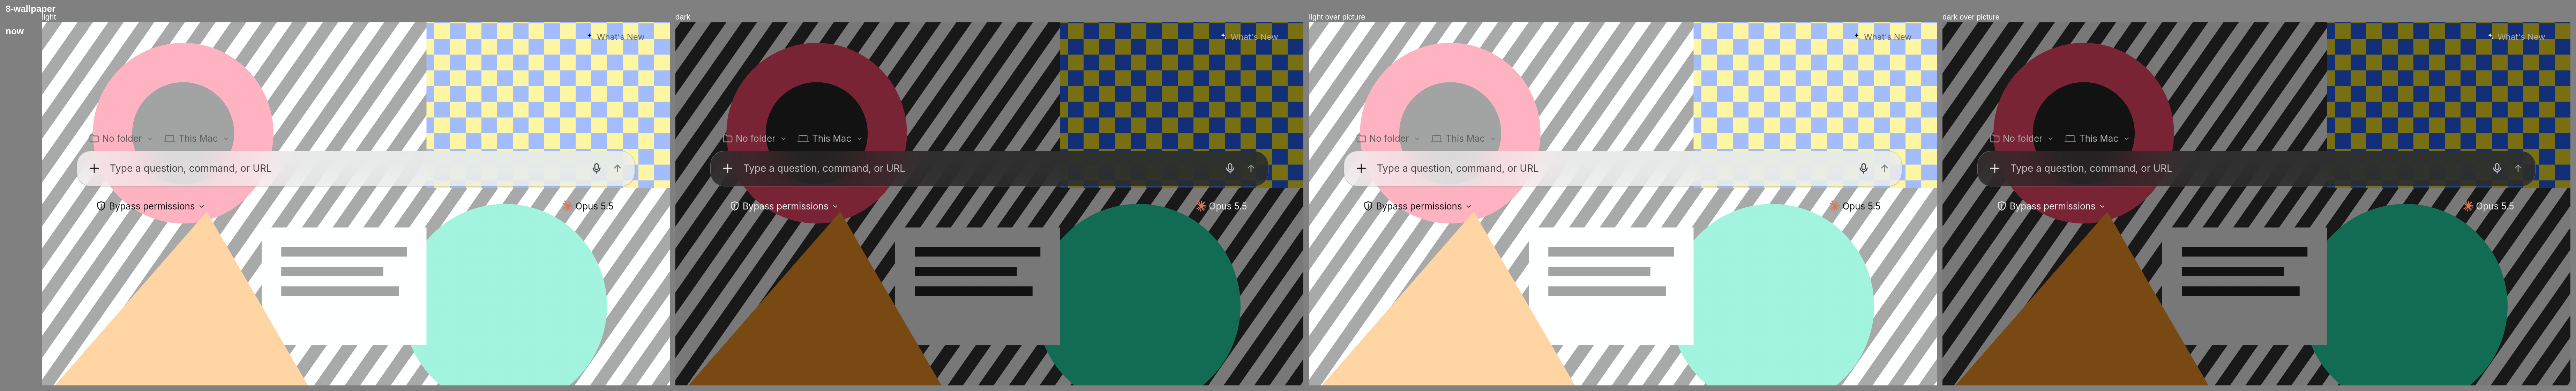 8-wallpaper
light
dark
light over picture
dark over picture
now
What's New
What's New
What's New
What's New
No folder
This Mac
No folder
This Mac
No folder
This Mac
No folder
This Mac
Type a question, command, or URL
Type a question, command, or URL
Type a question, command, or URL
Type a question, command, or URL
Bypass permissions
Opus 5.5
Bypass permissions
Opus 5.5
Bypass permissions
Opus 5.5
Bypass permissions
Opus 5.5